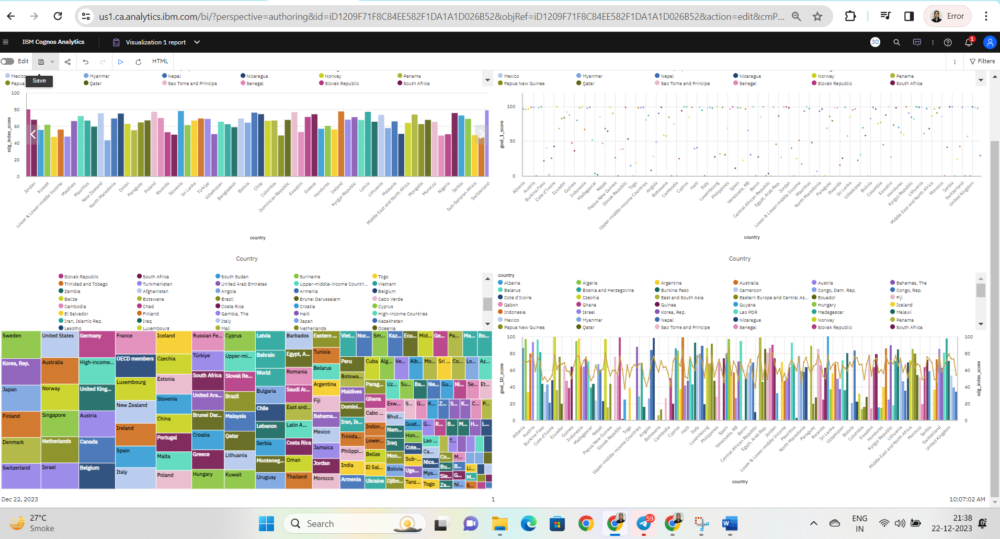 us1.ca.analytics.ibm.com/bi/?perspective=authoring&id=iD1209F71F8C84EE582F1DA1A1D026B52&objRef=iD1209F71F8C84EE582F1DA1A1D026B52&action=edit&cmP... Error
IBM Cognos Analytics Visualization 1 report 30 1
Edit HTML Filters
Save
Mexico Myanmar Nepal Nicaragua Norway Panama
Papua Qatar Sao Tome and Principe Senegal Slovak Republic South Africa
100
80
60
40
20
0
sdg_index_score
Jordan Kuwait Lower & Lower-middle Income Maldives Mauritius New Zealand North Macedonia Oman Paraguay Poland Rwanda Slovenia Sri Lanka Türkiye Uzbekistan Bangladesh Bolivia Chile Colombia Dominican Republic Eswatini Greece Honduras Ireland Kyrgyz Republic Latvia Lithuania Malaysia Middle East and North Africa Mongolia Morocco Nigeria Serbia Sub-Saharan Africa Switzerland
country
Mexico Myanmar Nepal Nicaragua Norway Panama
Papua New Guinea Qatar Sao Tome and Principe Senegal Slovak Republic South Africa
100
50
0
goal_1_score
Albania Austria Burkina Faso Cote d'Ivoire Ecuador Guinea Indonesia Madagascar Nepal Papua New Guinea Slovak Republic Togo Upper-middle-income Countries Angola Botswana Cambodia Cyprus Haiti Italy Luxembourg Philippines Spain Venezuela, RB Benin Central African Republic Egypt, Arab Rep. Jordan Lower & Lower-middle Income Mauritius North Macedonia Paraguay Rwanda Sri Lanka Uzbekistan Bolivia Colombia Eswatini Honduras Kyrgyz Republic Lithuania Middle East and North Africa Morocco Serbia Switzerland United Kingdom
country
Country
Slovak Republic South Africa South Sudan Suriname Togo
Trinidad and Tobago Turkmenistan United Arab Emirates Upper-middle-income Countri... Vietnam
Zambia Afghanistan Angola Armenia Belgium
Belize Botswana Brazil Brunei Darussalam Cabo Verde
Cambodia Chad Costa Rica Croatia Cyprus
El Salvador Finland Gambia, The Haiti High-income Countries
Iran, Islamic Rep. Iraq Italy Japan Kazakhstan
Lesotho Luxembourg Mali Netherlands Oceania
Sweden
Korea, Rep.
Japan
Finland
Denmark
Switzerland
United States
Australia
Norway
Singapore
Netherlands
Israel
Germany
High-income...
United King...
Austria
Canada
Belgium
France
OECD members
Luxembourg
New Zealand
Ireland
Spain
Italy
Iceland
Czechia
Estonia
Slovenia
China
Portugal
Malta
Poland
Russian Fe...
Türkiye
South Africa
United Ara...
Brunei Dar...
Croatia
Greece
Hungary
Cyprus
Upper-mi...
Slovak Re...
Brazil
Malaysia
Qatar
Lithuania
Kuwait
Latvia
Bahrain
World
Bulgaria
Chile
Lebanon
Serbia
Monteneg...
Uruguay
Barbados
Egypt, A...
Romania
Saudi Ar...
East and...
Latin A...
Costa Rica
Oman
Thailand
Eastern ...
Tunisia
Belarus
Argentina
Fiji
Bahama...
Mexico
Jamaica
Jordan
Morocco
Viet... Nor... Sm... Kaz... Ecu... Mid... Ge... Pa... Ma... Bo...
Peru
Botswa...
Maldives
Domini...
Iran, Is...
Trinida...
Philippi...
India
Armenia
Cuba Alg... Ve... Alb... Mo... Sri ... Co... Lo... Az...
Parag... Uz... Su... Ba... Ne... Gu... Ni... Se... Et...
Ghana
Cabo ...
Indon...
Lower...
Belize
El Sal...
Ukraine
Esw... S... G... K... Z... S... K... C... P...
Bhut...
Nam...
Iraq
Mon...
Bolivia
Djibo...
Guat... G... R... B... M... H... L...
Hon...
Cote...
Sub-...
Uga...
Tanz...
Lao ... T...
Ca...
Nica...
Mya...
Togo
Co... M...
Bu... B...
Sie... G...
Za... Ni...
Li...
M...
S...
Country
country
Albania Algeria Argentina Australia Austria Bahamas, The
Belarus Bosnia and Herzegovina Burkina Faso Cameroon Congo, Dem. Rep. Congo, Rep.
Cote d'Ivoire Czechia East and South Asia Eastern Europe and Central As... Ecuador Fiji
Gabon Ghana Guinea Guyana Hungary Iceland
Indonesia Israel Korea, Rep. Lao PDR Madagascar Malawi
Mexico Myanmar Nepal Nicaragua Norway Panama
Papua New Guinea Qatar Sao Tome and Principe Senegal Slovak Republic South Africa
100 100
80 80
60 60
40 40
20 20
0 0
goal_10_score
sdg_index_score
Albania Austria Burkina Faso Cote d'Ivoire Ecuador Guinea Indonesia Madagascar Nepal Papua New Guinea Slovak Republic Togo Upper-middle-income Countries Angola Botswana Cambodia Cyprus Haiti Italy Luxembourg Philippines Spain Venezuela, RB Benin Central African Republic Egypt, Arab Rep. Jordan Lower & Lower-middle Income Mauritius North Macedonia Paraguay Rwanda Sri Lanka Uzbekistan Bolivia Colombia Eswatini Honduras Kyrgyz Republic Lithuania Middle East and North Africa Morocco Serbia Switzerland United Kingdom
country
Dec 22, 2023 1 10:07:02 AM
27°C
Smoke
Search
59
ENG
IN
21:38
22-12-2023